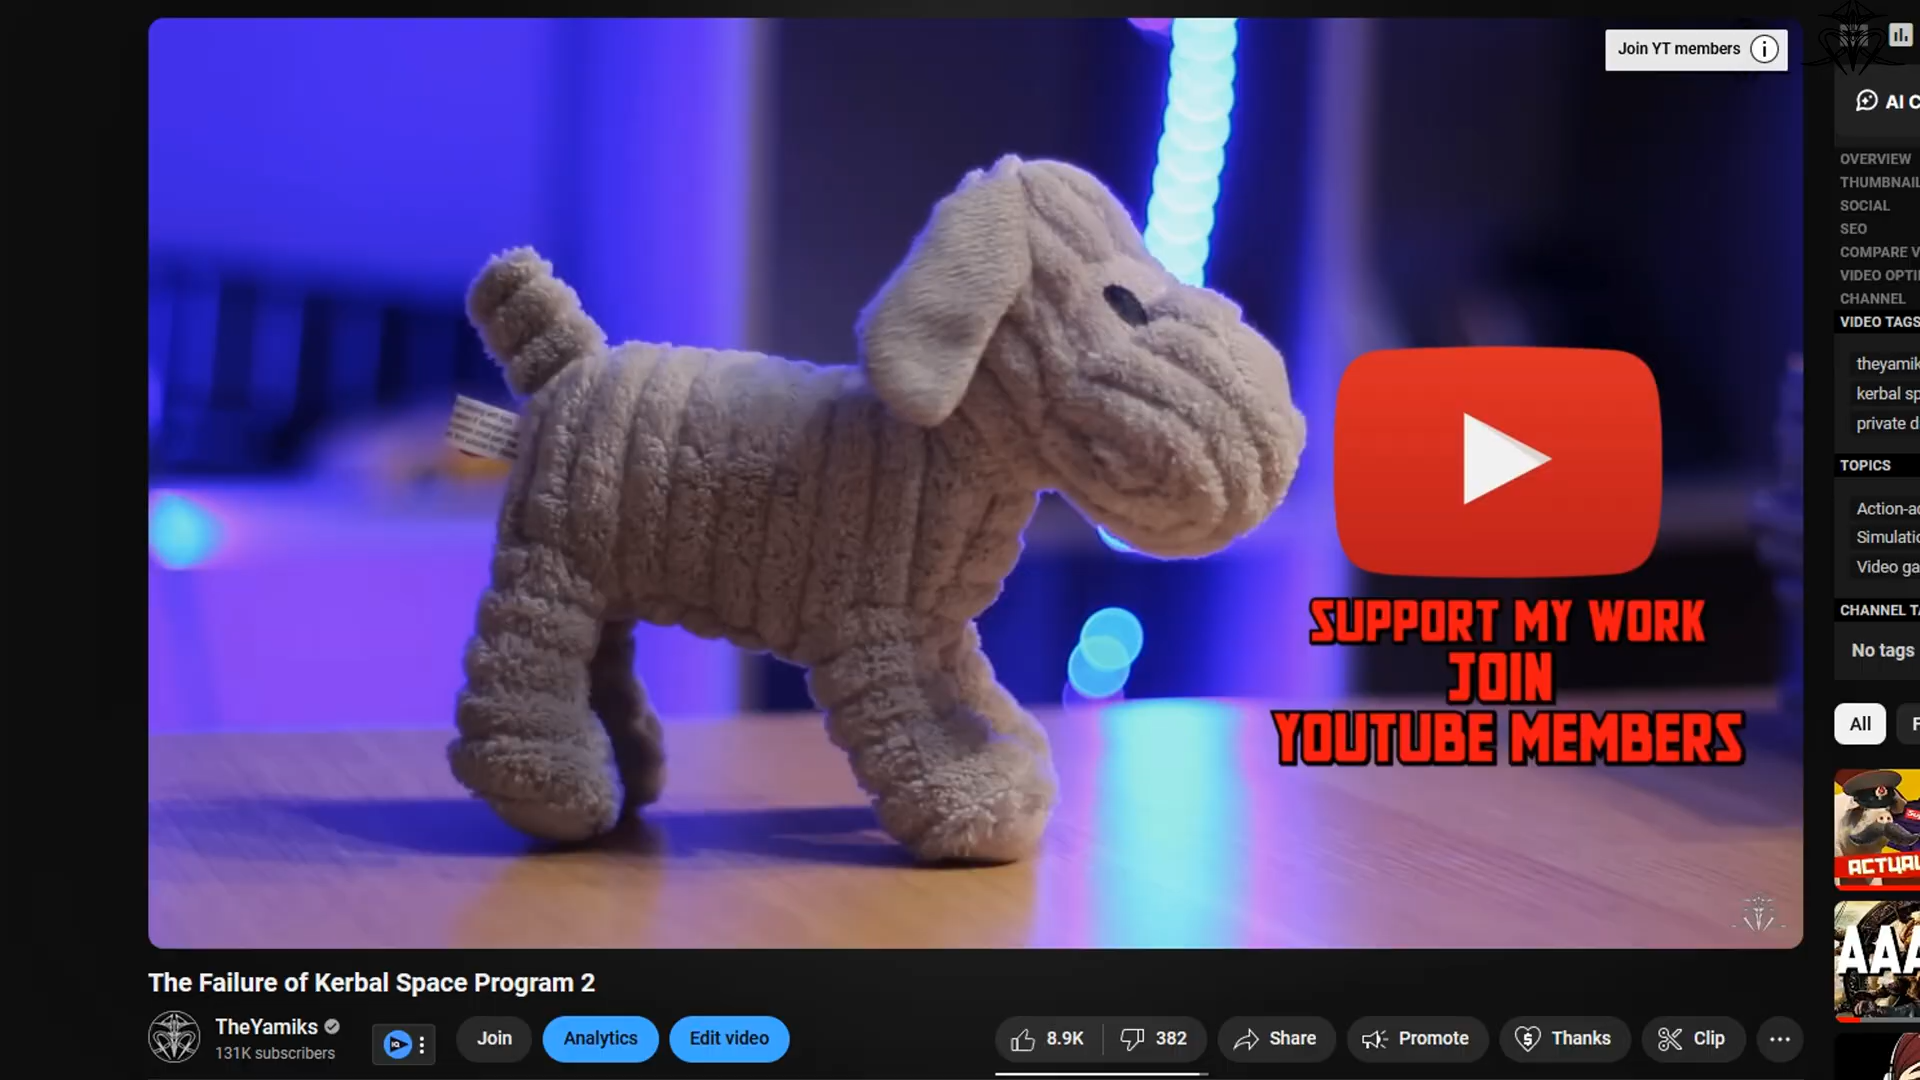 Join YT members
AI C
OVERVIEW
THUMBNAIL
SOCIAL
SEO
COMPARE V
VIDEO OPTI
CHANNEL
VIDEO TAGS
theyamik
kerbal sp
private d
TOPICS
Action-a
Simulatio
Video ga
CHANNEL TA
No tags
SUPPORT MY WORK
JOIN
YOUTUBE MEMBERS
All
F
ACTUAL
AAA
The Failure of Kerbal Space Program 2
TheYamiks
131K subscribers
Join
Analytics
Edit video
8.9K
382
Share
Promote
Thanks
Clip